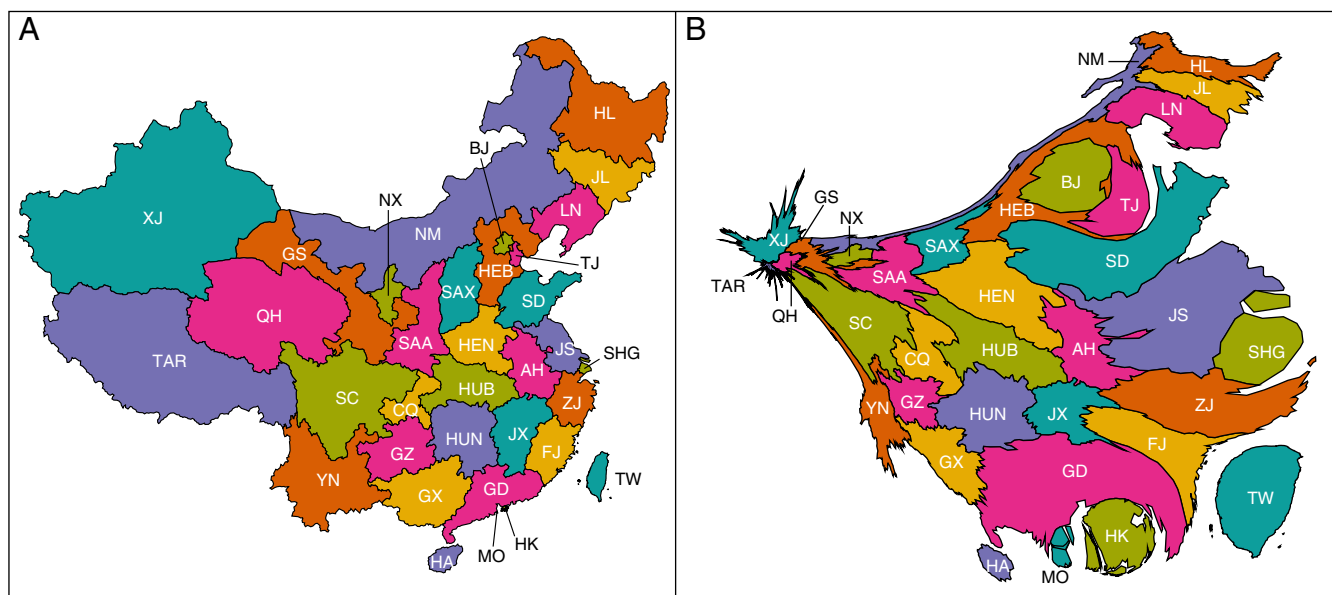 A
HL
BJ
JL
NX
XJ
LN
NM
GS
TJ
HEB
SAX
SD
QH
SAA
HEN
JS
TAR
SHG
AH
SC
HUB
CQ
ZJ
HUN
JX
GZ
FJ
YN
TW
GX
GD
MO
HK
HA
B
NM
HL
JL
LN
BJ
TJ
GS
HEB
NX
XJ
SAX
SD
SAA
TAR
HEN
QH
SC
JS
HUB
AH
SHG
CQ
YN
GZ
HUN
JX
ZJ
FJ
GX
GD
TW
HK
HA
MO